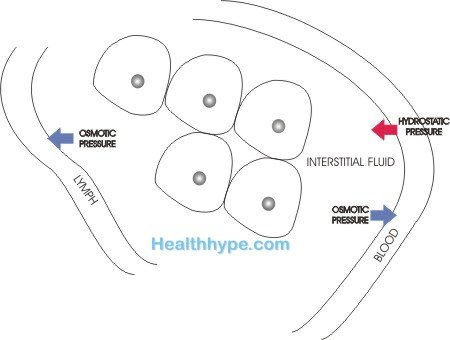 OSMOTIC
PRESSURE
HYDROSTATIC
PRESSURE
INTERSTITIAL FLUID
LYMPH
OSMOTIC
PRESSURE
BLOOD
Healthhype.com